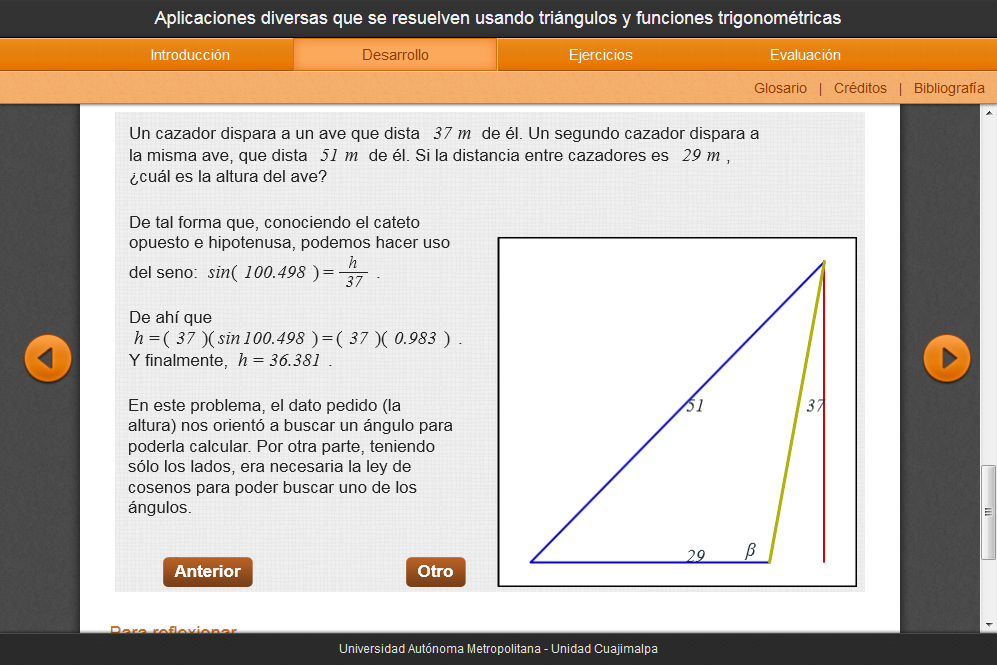 Aplicaciones diversas que se resuelven usando triángulos y funciones trigonométricas
Introducción
Desarrollo
Ejercicios
Evaluación
Glosario | Créditos | Bibliografía
Un cazador dispara a un ave que dista 37 m de él. Un segundo cazador dispara a
la misma ave, que dista 51 m de él. Si la distancia entre cazadores es 29 m ,
¿cuál es la altura del ave?
De tal forma que, conociendo el cateto
opuesto e hipotenusa, podemos hacer uso
del seno: sin( 100.498 ) = h/37 .
De ahí que
h = ( 37 )( sin 100.498 ) = ( 37 )( 0.983 ) .
Y finalmente, h = 36.381 .
En este problema, el dato pedido (la
altura) nos orientó a buscar un ángulo para
poderla calcular. Por otra parte, teniendo
sólo los lados, era necesaria la ley de
cosenos para poder buscar uno de los
ángulos.
51
37
29
β
Anterior
Otro
Para reflexionar
Universidad Autónoma Metropolitana - Unidad Cuajimalpa